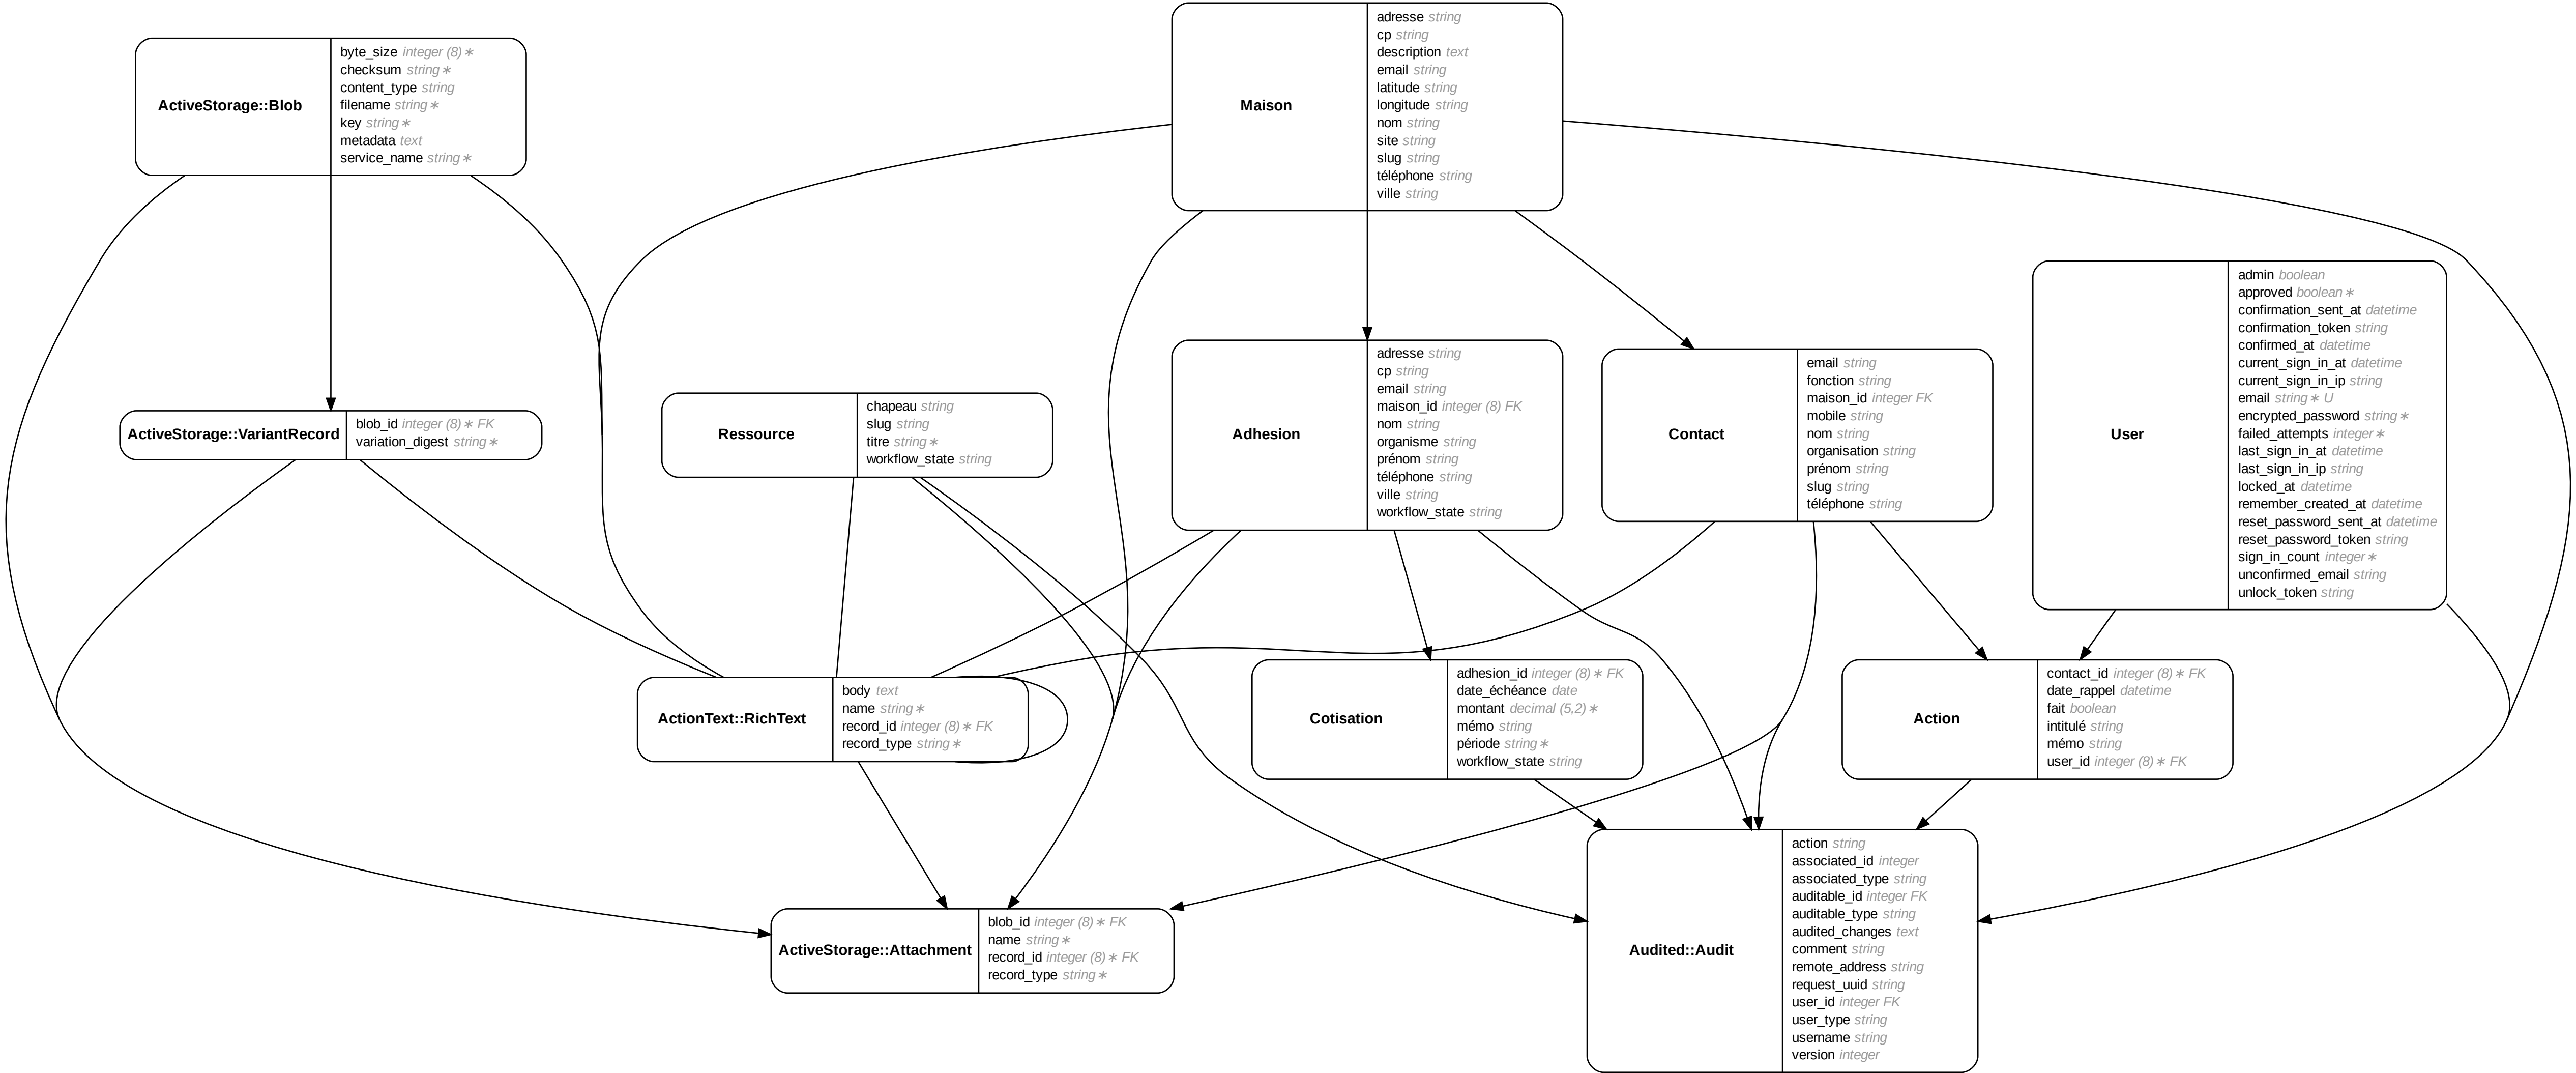 ActiveStorage::Blob
byte_size integer (8) ∗
checksum string ∗
content_type string
filename string ∗
key string ∗
metadata text
service_name string ∗
Maison
adresse string
cp string
description text
email string
latitude string
longitude string
nom string
site string
slug string
téléphone string
ville string
ActiveStorage::VariantRecord
blob_id integer (8) ∗ FK
variation_digest string ∗
Ressource
chapeau string
slug string
titre string ∗
workflow_state string
Adhesion
adresse string
cp string
email string
maison_id integer (8) FK
nom string
organisme string
prénom string
téléphone string
ville string
workflow_state string
Contact
email string
fonction string
maison_id integer FK
mobile string
nom string
organisation string
prénom string
slug string
téléphone string
User
admin boolean
approved boolean ∗
confirmation_sent_at datetime
confirmation_token string
confirmed_at datetime
current_sign_in_at datetime
current_sign_in_ip string
email string ∗ U
encrypted_password string ∗
failed_attempts integer ∗
last_sign_in_at datetime
last_sign_in_ip string
locked_at datetime
remember_created_at datetime
reset_password_sent_at datetime
reset_password_token string
sign_in_count integer ∗
unconfirmed_email string
unlock_token string
ActionText::RichText
body text
name string ∗
record_id integer (8) ∗ FK
record_type string ∗
Cotisation
adhesion_id integer (8) ∗ FK
date_échéance date
montant decimal (5,2) ∗
mémo string
période string ∗
workflow_state string
Action
contact_id integer (8) ∗ FK
date_rappel datetime
fait boolean
intitulé string
mémo string
user_id integer (8) ∗ FK
ActiveStorage::Attachment
blob_id integer (8) ∗ FK
name string ∗
record_id integer (8) ∗ FK
record_type string ∗
Audited::Audit
action string
associated_id integer
associated_type string
auditable_id integer FK
auditable_type string
audited_changes text
comment string
remote_address string
request_uuid string
user_id integer FK
user_type string
username string
version integer